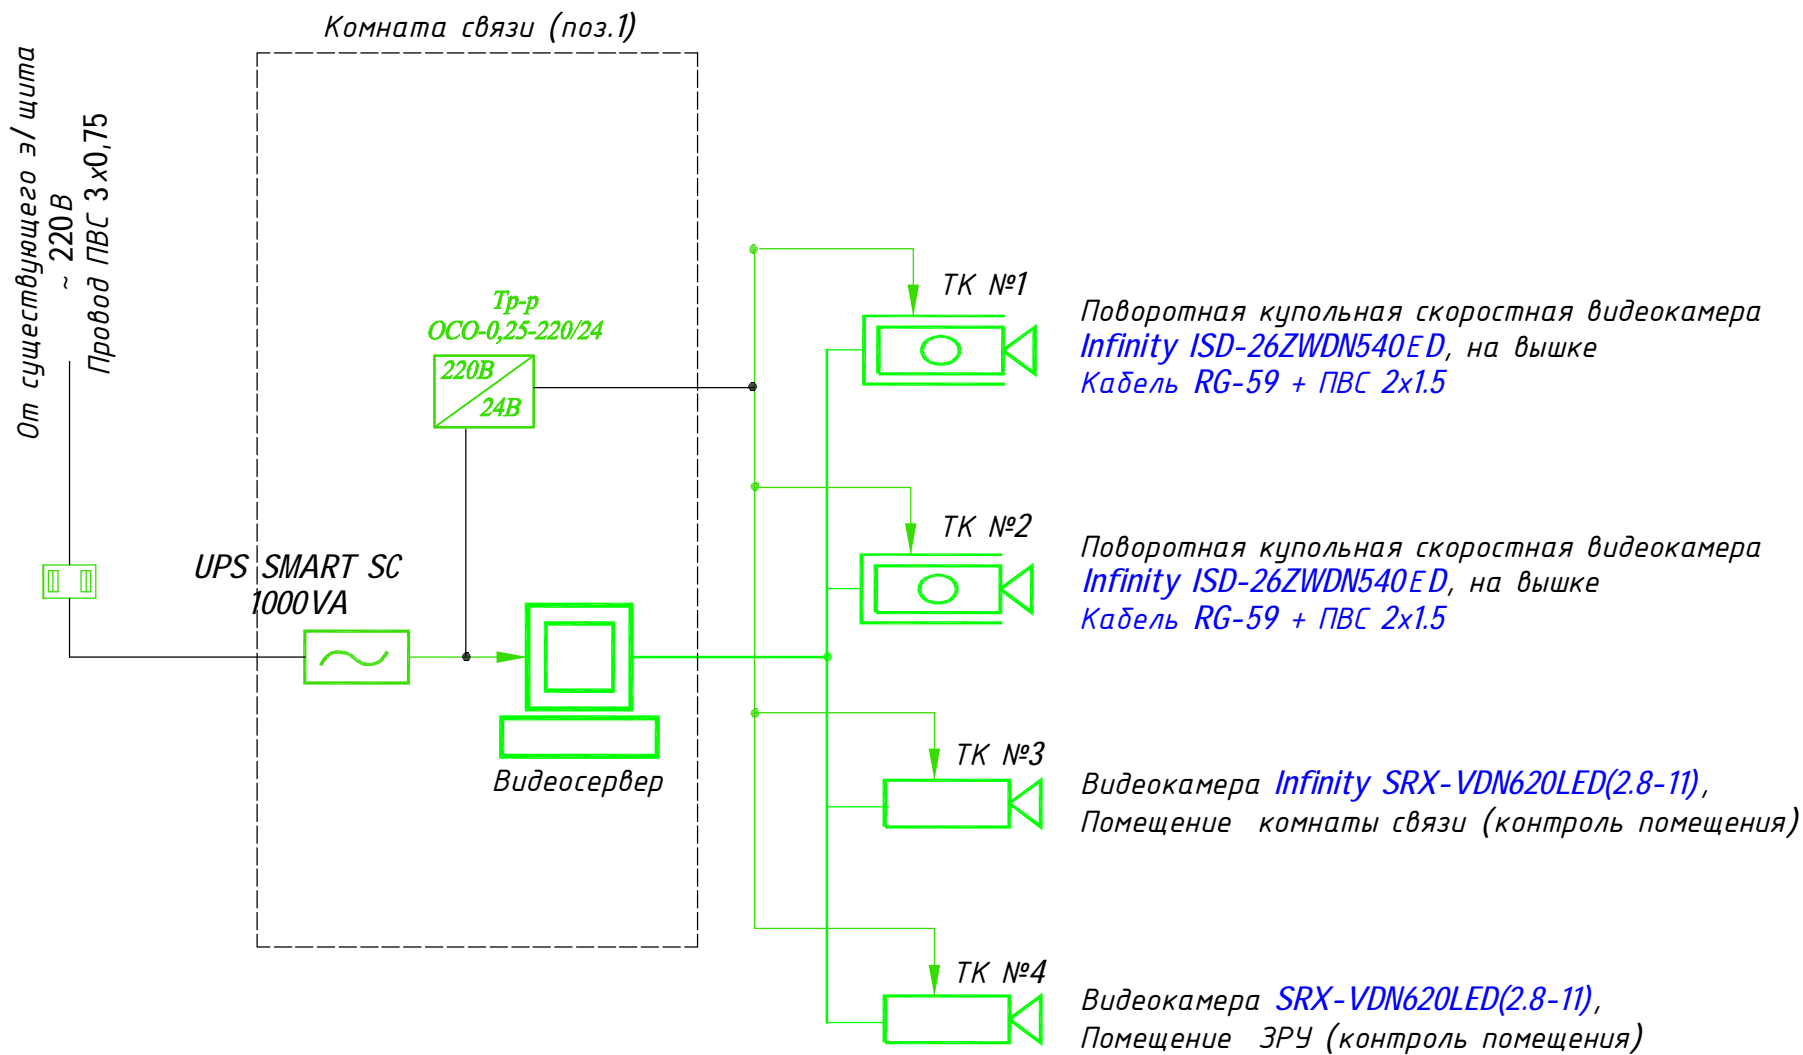 Комната связи (поз.1)
От существующего э/щита
~ 220В
Провод ПВС 3х0,75
Тр-р
ОСО-0,25-220/24
220В
24В
UPS SMART SC
1000VA
Видеосервер
ТК №1
Поворотная купольная скоростная видеокамера
Infinity ISD-26ZWDN540ED, на вышке
Кабель RG-59 + ПВС 2х1.5
ТК №2
Поворотная купольная скоростная видеокамера
Infinity ISD-26ZWDN540ED, на вышке
Кабель RG-59 + ПВС 2х1.5
ТК №3
Видеокамера Infinity SRX-VDN620LED(2.8-11),
Помещение комнаты связи (контроль помещения)
ТК №4
Видеокамера SRX-VDN620LED(2.8-11),
Помещение ЗРУ (контроль помещения)